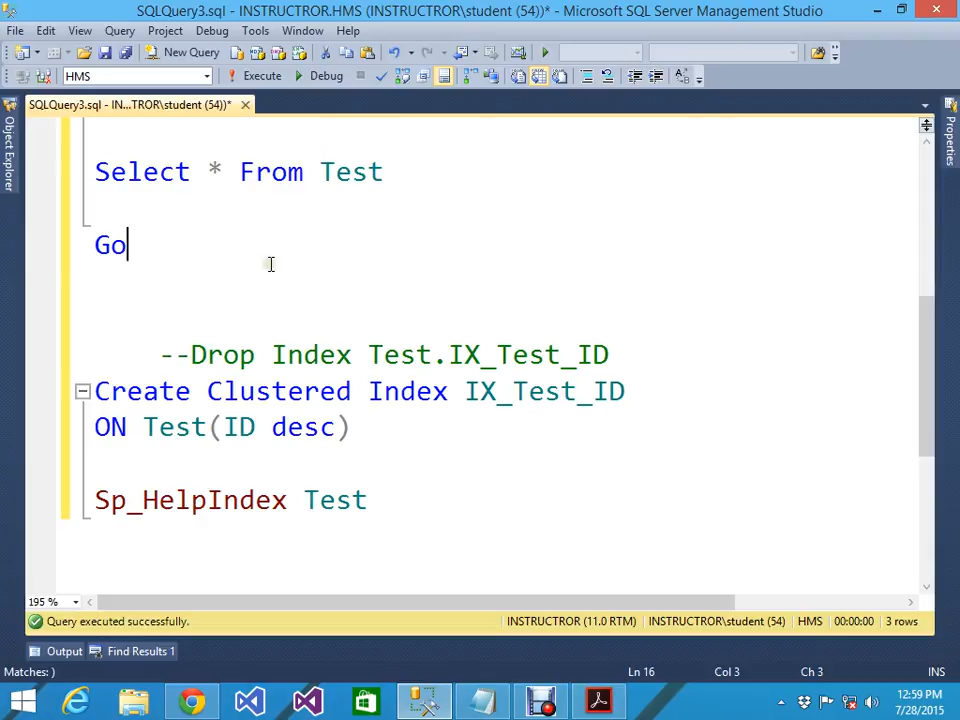 SQLQuery3.sql - INSTRUCTROR.HMS (INSTRUCTROR\student (54))* - Microsoft SQL Server Management Studio
File Edit View Query Project Debug Tools Window Help
New Query
HMS Execute Debug
SQLQuery3.sql - IN...TROR\student (54))*
Object Explorer
Properties
Select * From Test
Go
--Drop Index Test.IX_Test_ID
Create Clustered Index IX_Test_ID
ON Test(ID desc)
Sp_HelpIndex Test
195 %
Query executed successfully. INSTRUCTROR (11.0 RTM) INSTRUCTROR\student (54) HMS 00:00:00 3 rows
Output Find Results 1
Matches: ) Ln 16 Col 3 Ch 3 INS
12:59 PM
7/28/2015